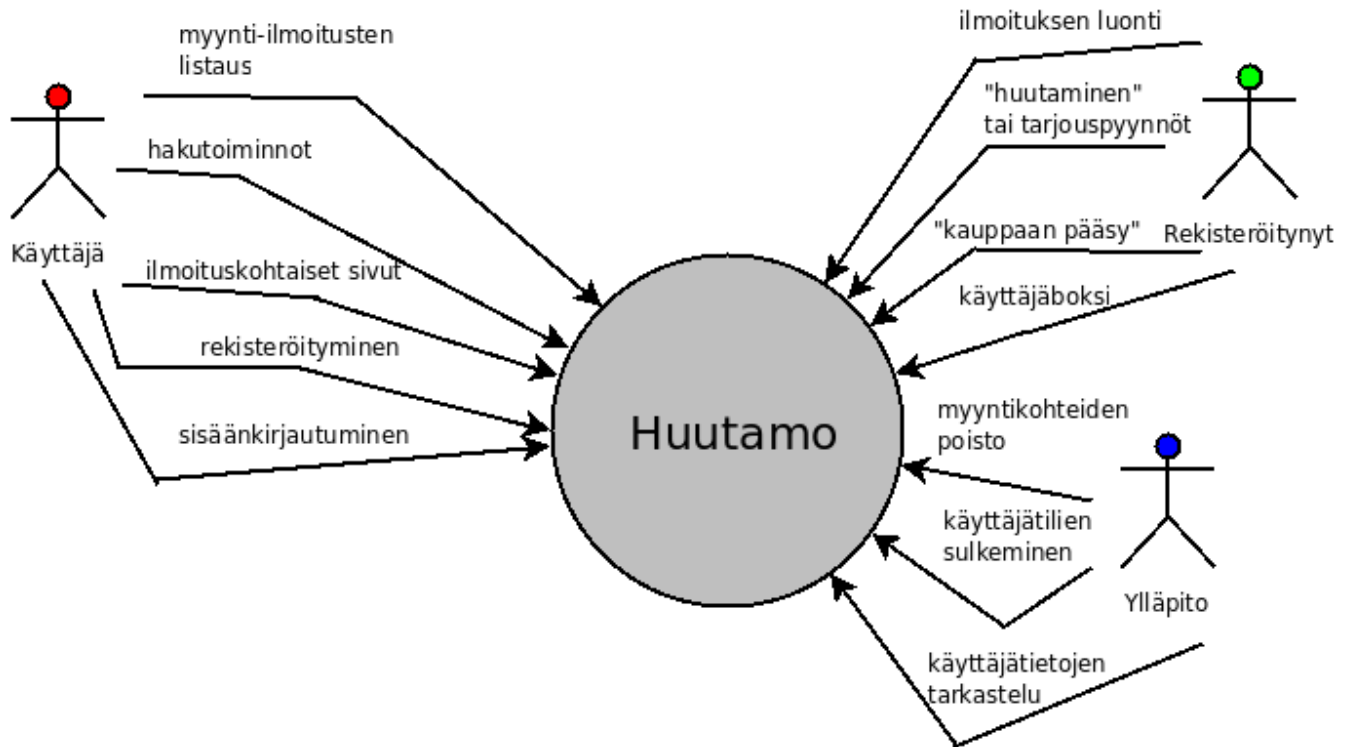 myynti-ilmoitusten
listaus
hakutoiminnot
Käyttäjä
ilmoituskohtaiset sivut
rekisteröityminen
sisäänkirjautuminen
Huutamo
ilmoituksen luonti
"huutaminen"
tai tarjouspyynnöt
"kauppaan pääsy"
Rekisteröitynyt
käyttäjäboksi
myyntikohteiden
poisto
käyttäjätilien
sulkeminen
Ylläpito
käyttäjätietojen
tarkastelu